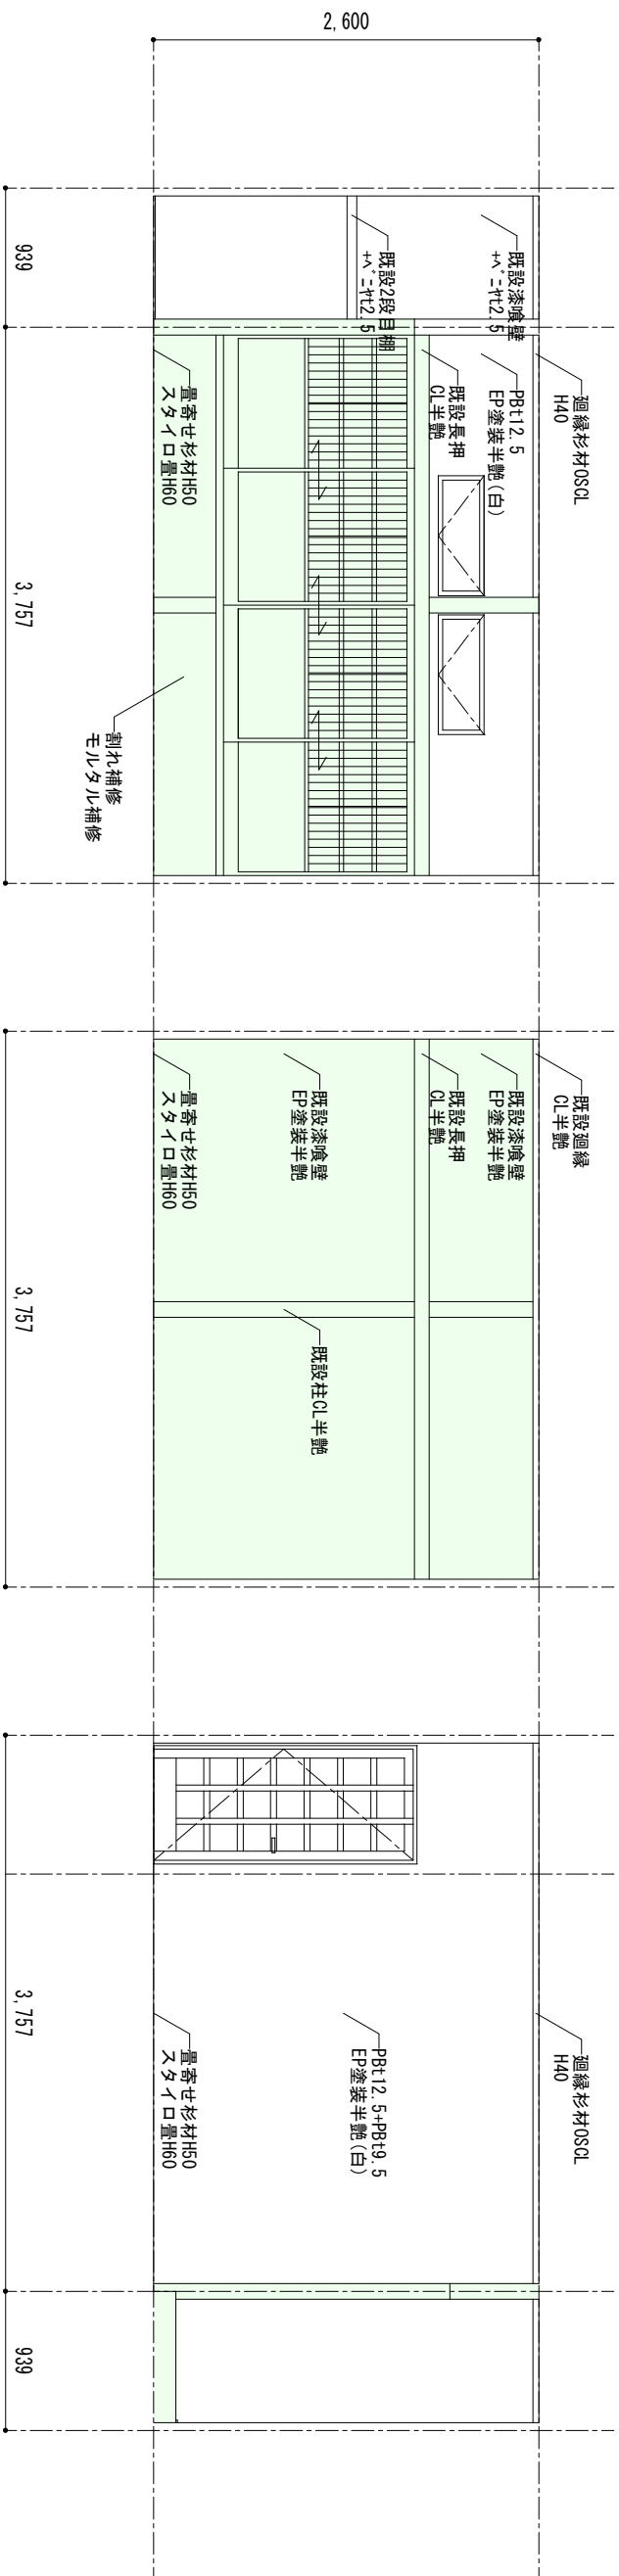 2,600
廻縁杉材OSCL
H40
既設漆喰壁
+ベニヤt2.5
PBt12.5
EP塗装半艶(白)
既設長押
CL半艶
既設2段目棚
+ベニヤt2.5
畳寄せ杉材H50
スタイロ畳H60
割れ補修
モルタル補修
939
3,757
既設廻縁
CL半艶
既設漆喰壁
EP塗装半艶
既設長押
CL半艶
既設漆喰壁
EP塗装半艶
既設柱CL半艶
畳寄せ杉材H50
スタイロ畳H60
3,757
廻縁杉材OSCL
H40
PBt12.5+PBt9.5
EP塗装半艶(白)
畳寄せ杉材H50
スタイロ畳H60
3,757
939